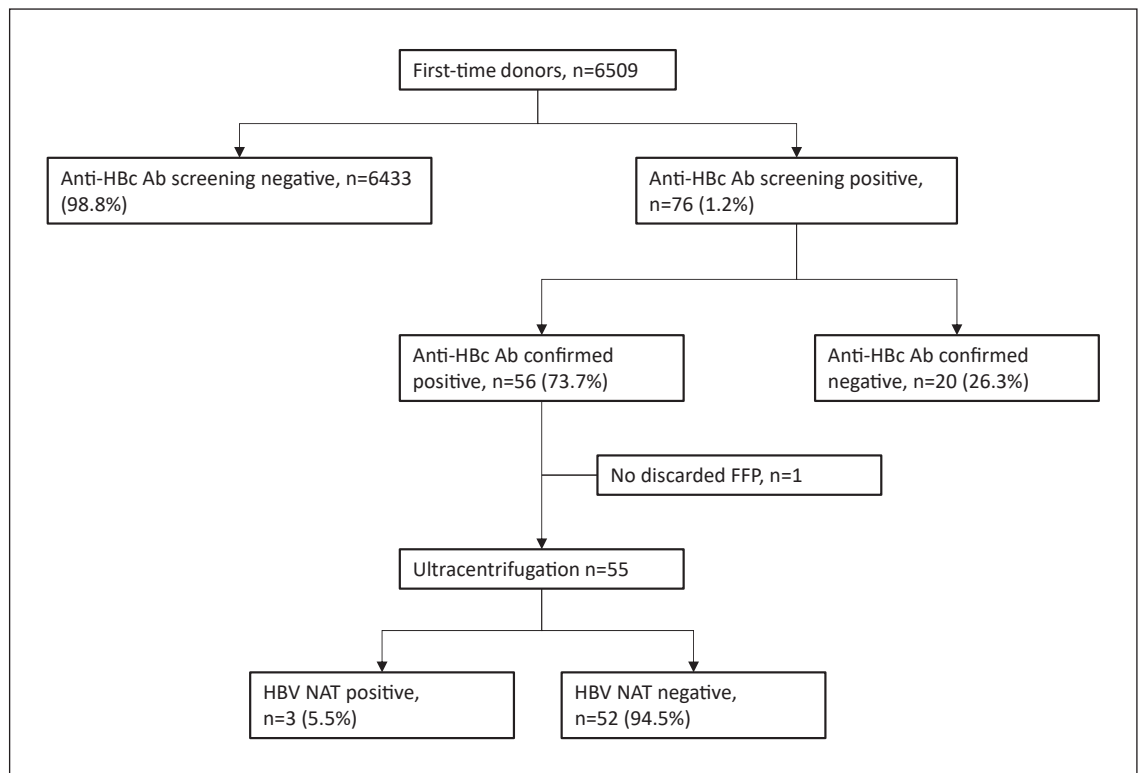 First-time donors, n=6509
Anti-HBc Ab screening negative, n=6433
(98.8%)
Anti-HBc Ab screening positive,
n=76 (1.2%)
Anti-HBc Ab confirmed
positive, n=56 (73.7%)
Anti-HBc Ab confirmed
negative, n=20 (26.3%)
No discarded FFP, n=1
Ultracentrifugation n=55
HBV NAT positive,
n=3 (5.5%)
HBV NAT negative,
n=52 (94.5%)